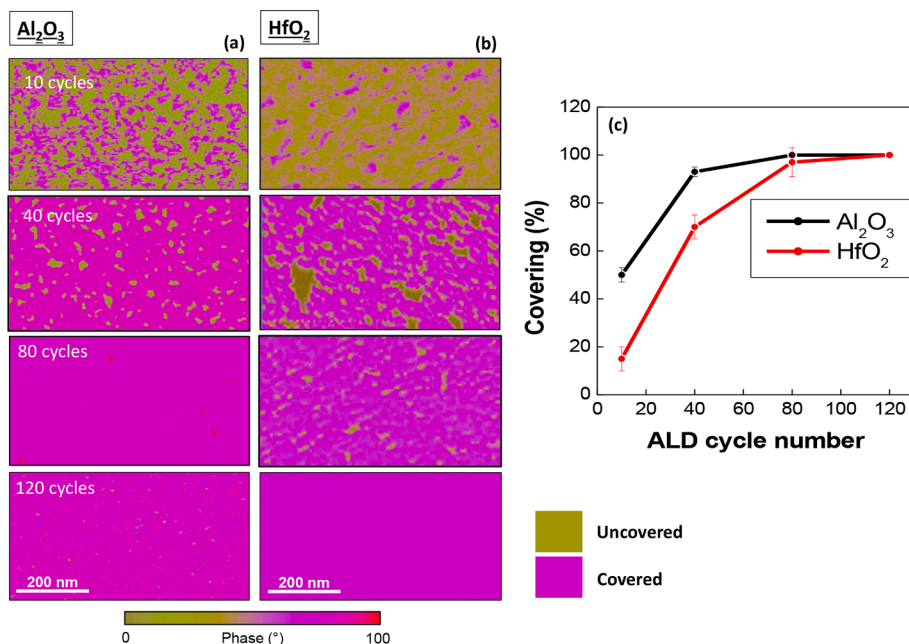 Al₂O₃
(a)
10 cycles
40 cycles
80 cycles
120 cycles
200 nm
HfO₂
(b)
200 nm
0 Phase (°) 100
(c)
Covering (%)
120
100
80
60
40
20
0
0 20 40 60 80 100 120
ALD cycle number
Al₂O₃
HfO₂
Uncovered
Covered